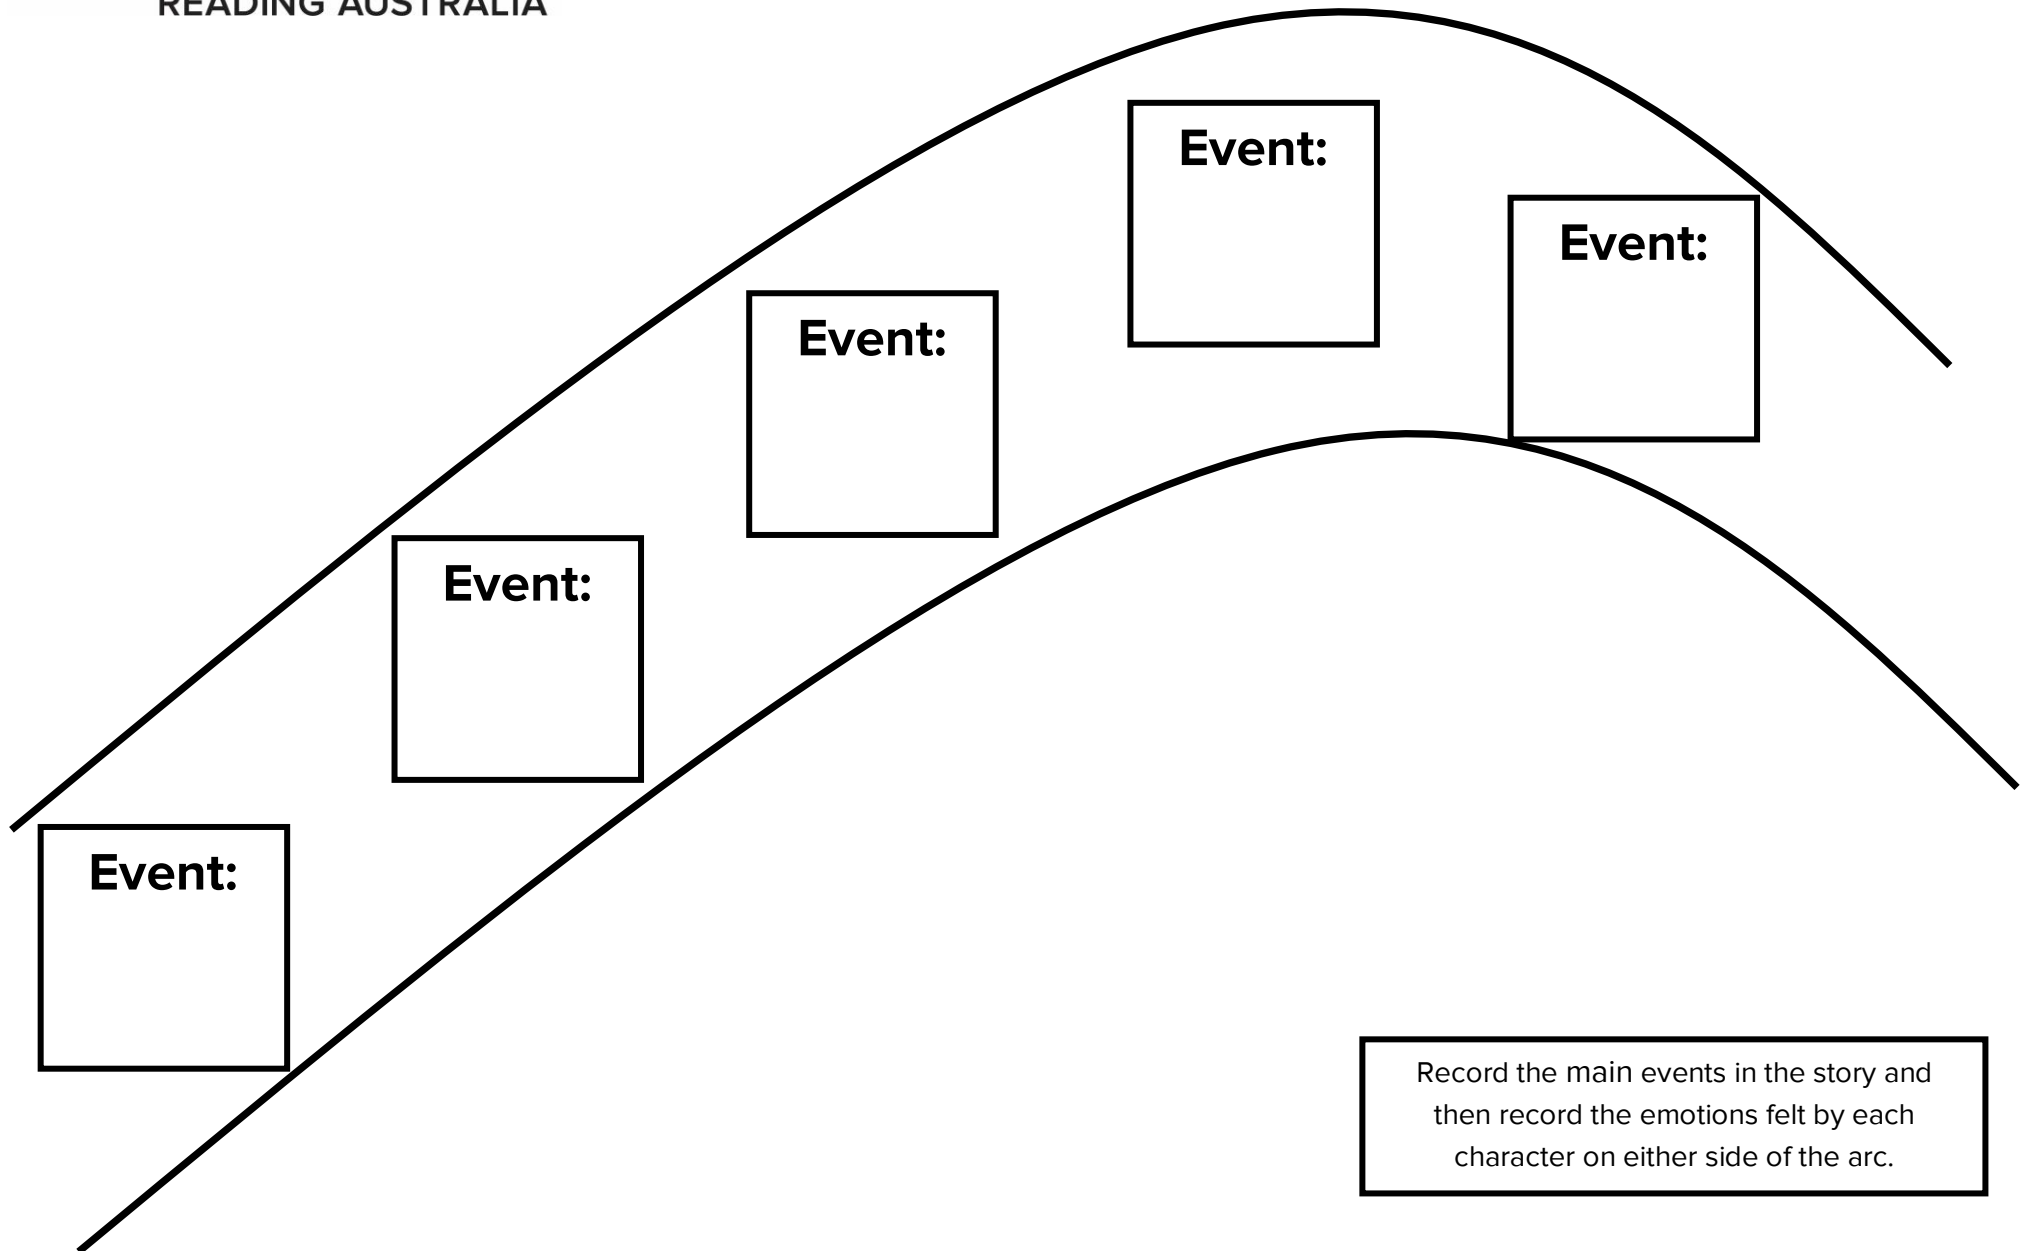 READING AUSTRALIA
Event:
Event:
Event:
Event:
Event:
Record the main events in the story and
then record the emotions felt by each
character on either side of the arc.